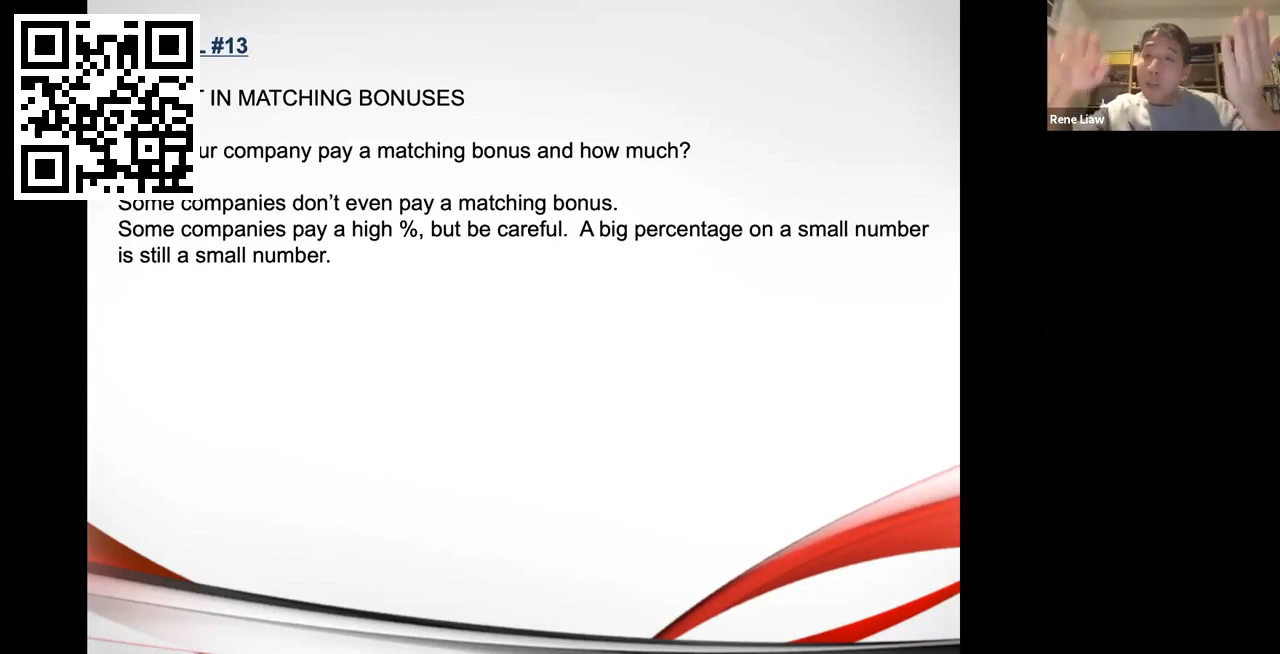 #13
IN MATCHING BONUSES
company pay a matching bonus and how much?
Some companies don’t even pay a matching bonus.
Some companies pay a high %, but be careful.  A big percentage on a small number
is still a small number.
Rene Liaw